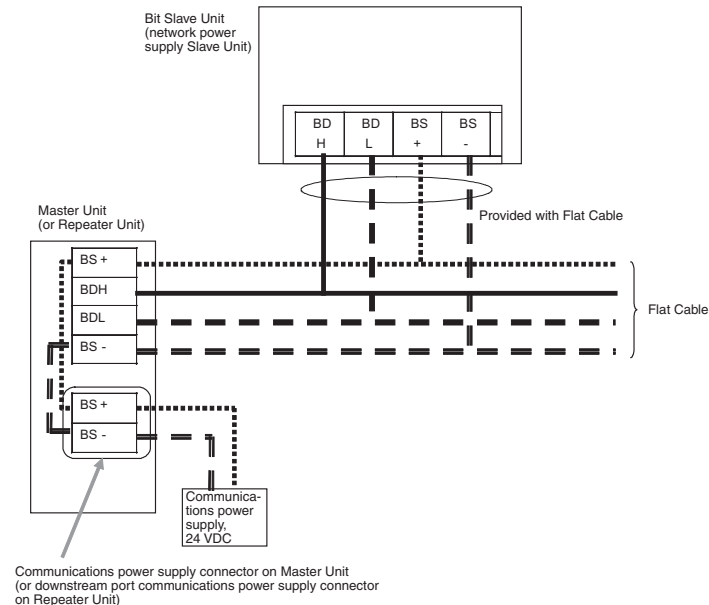 Bit Slave Unit
(network power
supply Slave Unit)
BD BD BS BS
H L + -
Provided with Flat Cable
Master Unit
(or Repeater Unit)
BS +
BDH
BDL
BS -
Flat Cable
BS +
BS -
Communica-
tions power
supply,
24 VDC
Communications power supply connector on Master Unit
(or downstream port communications power supply connector
on Repeater Unit)